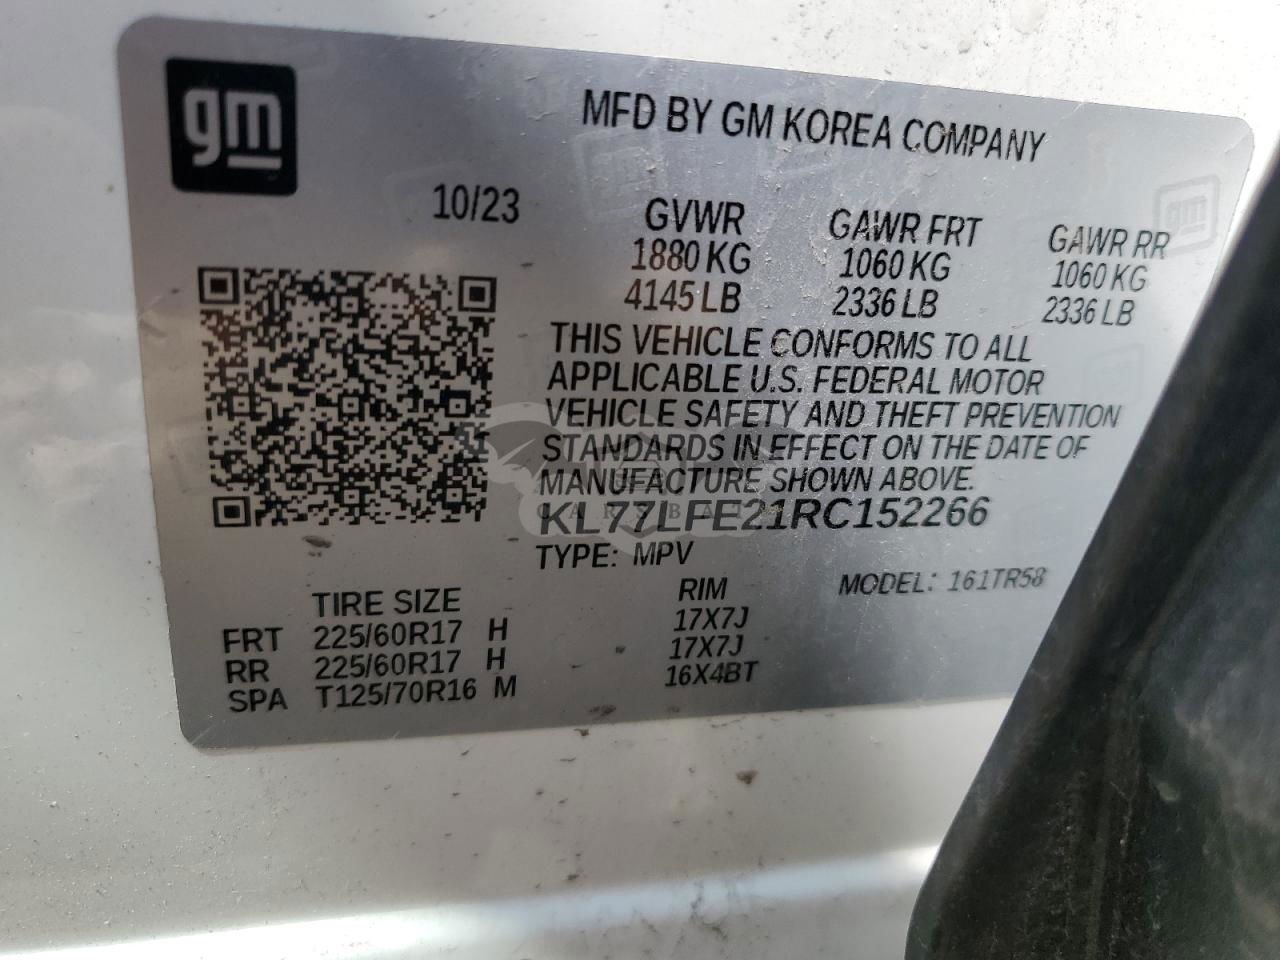 gm
MFD BY GM KOREA COMPANY
10/23
GVWR GAWR FRT GAWR RR
1880 KG 1060 KG 1060 KG
4145 LB 2336 LB 2336 LB
THIS VEHICLE CONFORMS TO ALL
APPLICABLE U.S. FEDERAL MOTOR
VEHICLE SAFETY AND THEFT PREVENTION
STANDARDS IN EFFECT ON THE DATE OF
MANUFACTURE SHOWN ABOVE.
KL77LFE21RC152266
TYPE: MPV MODEL: 161TR58
TIRE SIZE RIM
FRT 225/60R17 H 17X7J
RR 225/60R17 H 17X7J
SPA T125/70R16 M 16X4BT